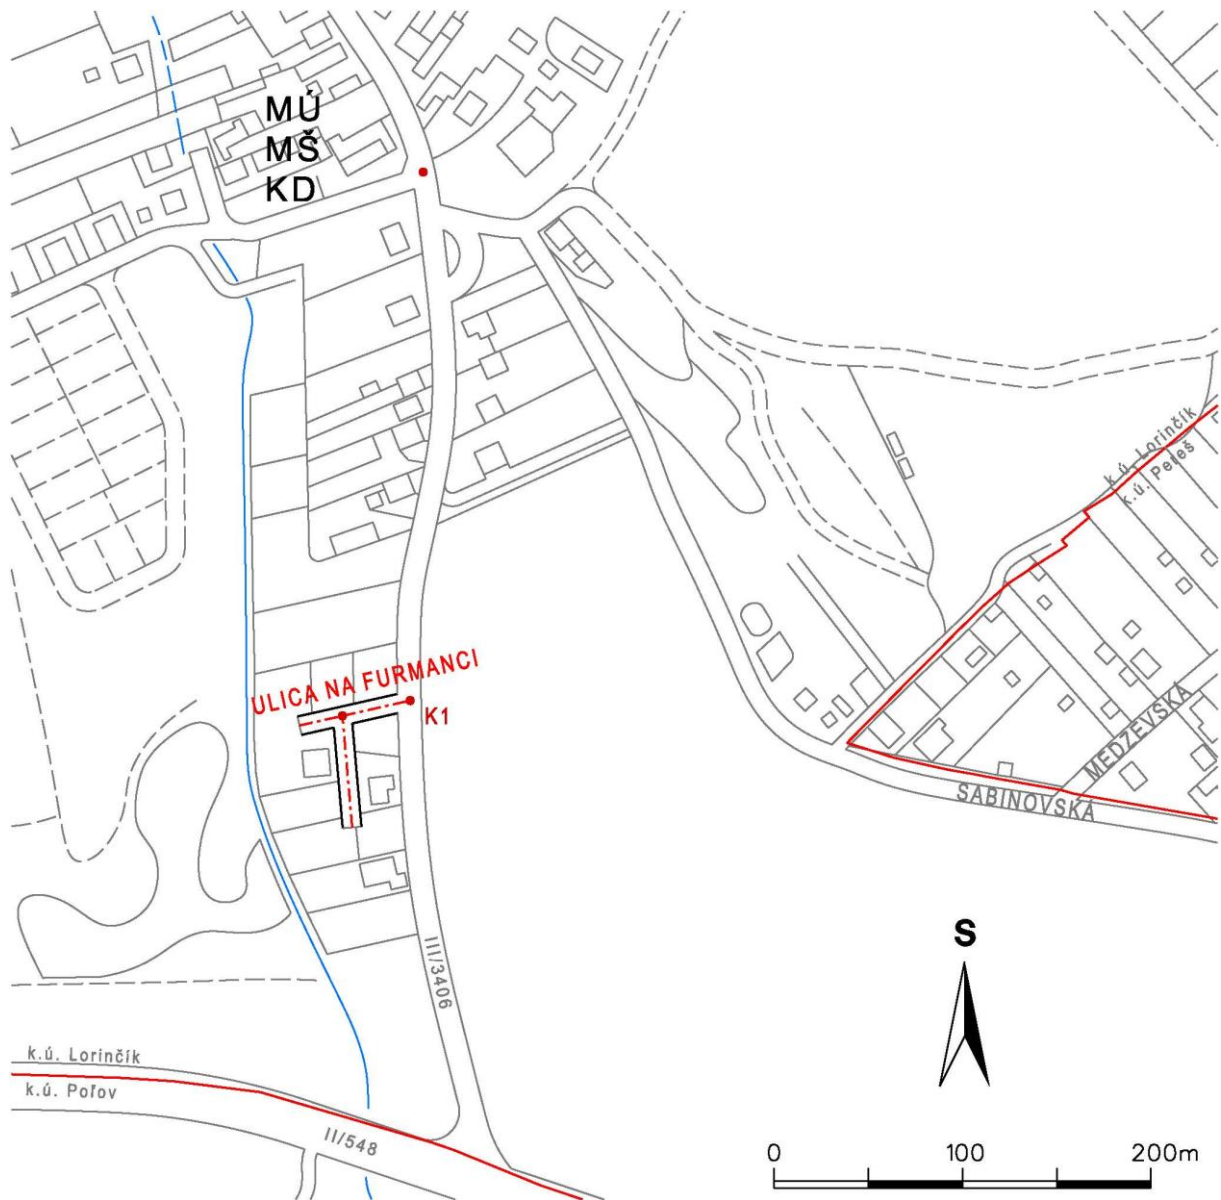 MÚ
MŠ
KD
k.ú. Lorinčík
k.ú. Pereš
ULICA NA FURMANCI
K1
MEDZEVSKÁ
SABINOVSKÁ
S
III/3406
k.ú. Lorinčík
k.ú. Poľov
II/548
0 100 200m